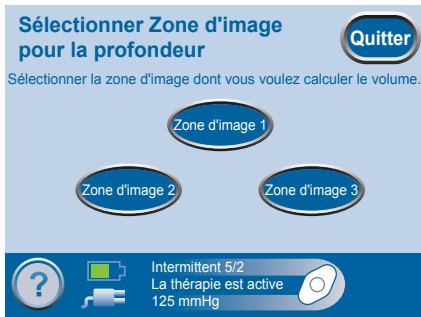 Sélectionner Zone d'image
pour la profondeur
Quitter
Sélectionner la zone d'image dont vous voulez calculer le volume.
Zone d'image 1
Zone d'image 2
Zone d'image 3
?
Intermittent 5/2
La thérapie est active
125 mmHg